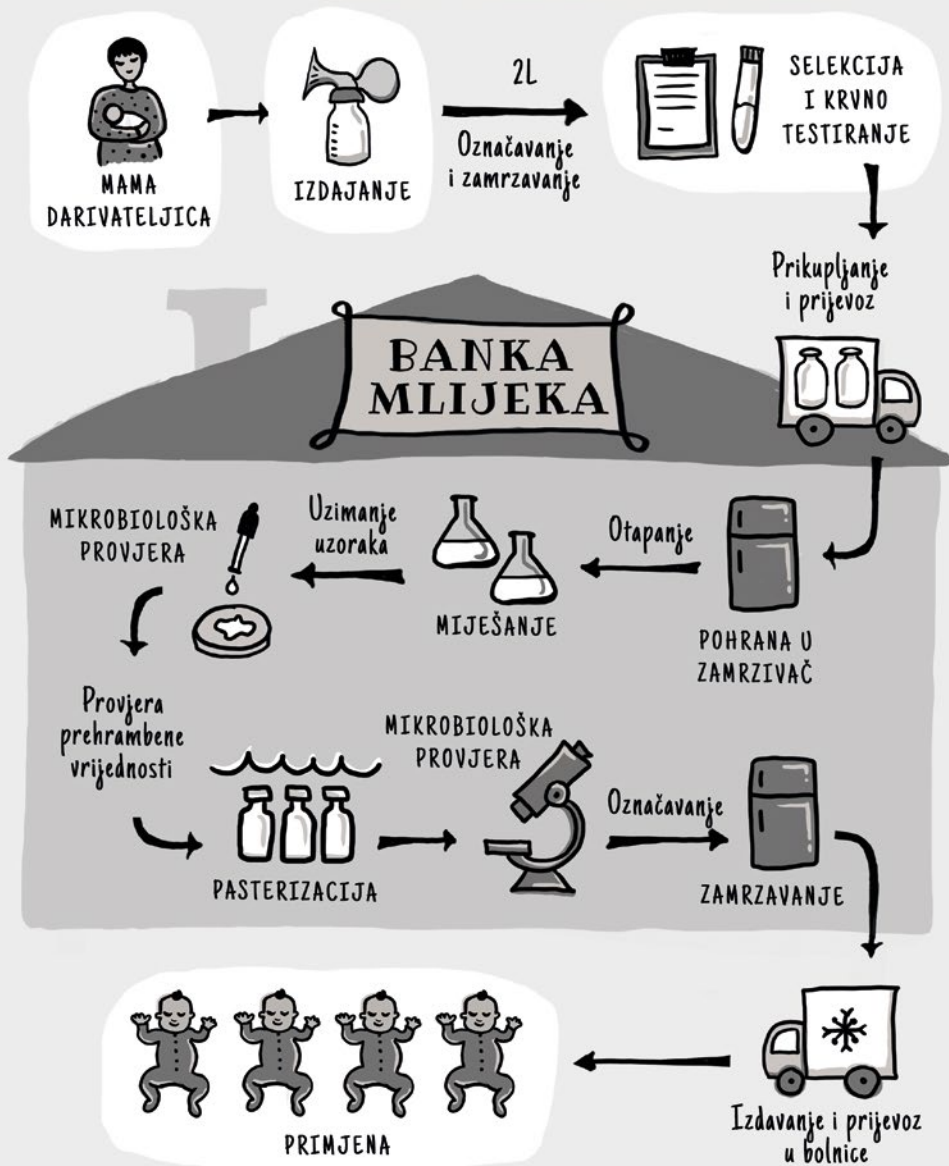 MAMA
DARIVATELJICA
IZDAJANJE
2L
Označavanje
i zamrzavanje
SELEKCIJA
I KRVNO
TESTIRANJE
Prikupljanje
i prijevoz
BANKA
MLIJEKA
POHRANA U
ZAMRZIVAČ
Otapanje
MIJEŠANJE
Uzimanje
uzoraka
MIKROBIOLOŠKA
PROVJERA
Provjera
prehrambene
vrijednosti
PASTERIZACIJA
MIKROBIOLOŠKA
PROVJERA
Označavanje
ZAMRZAVANJE
Izdavanje i prijevoz
u bolnice
PRIMJENA